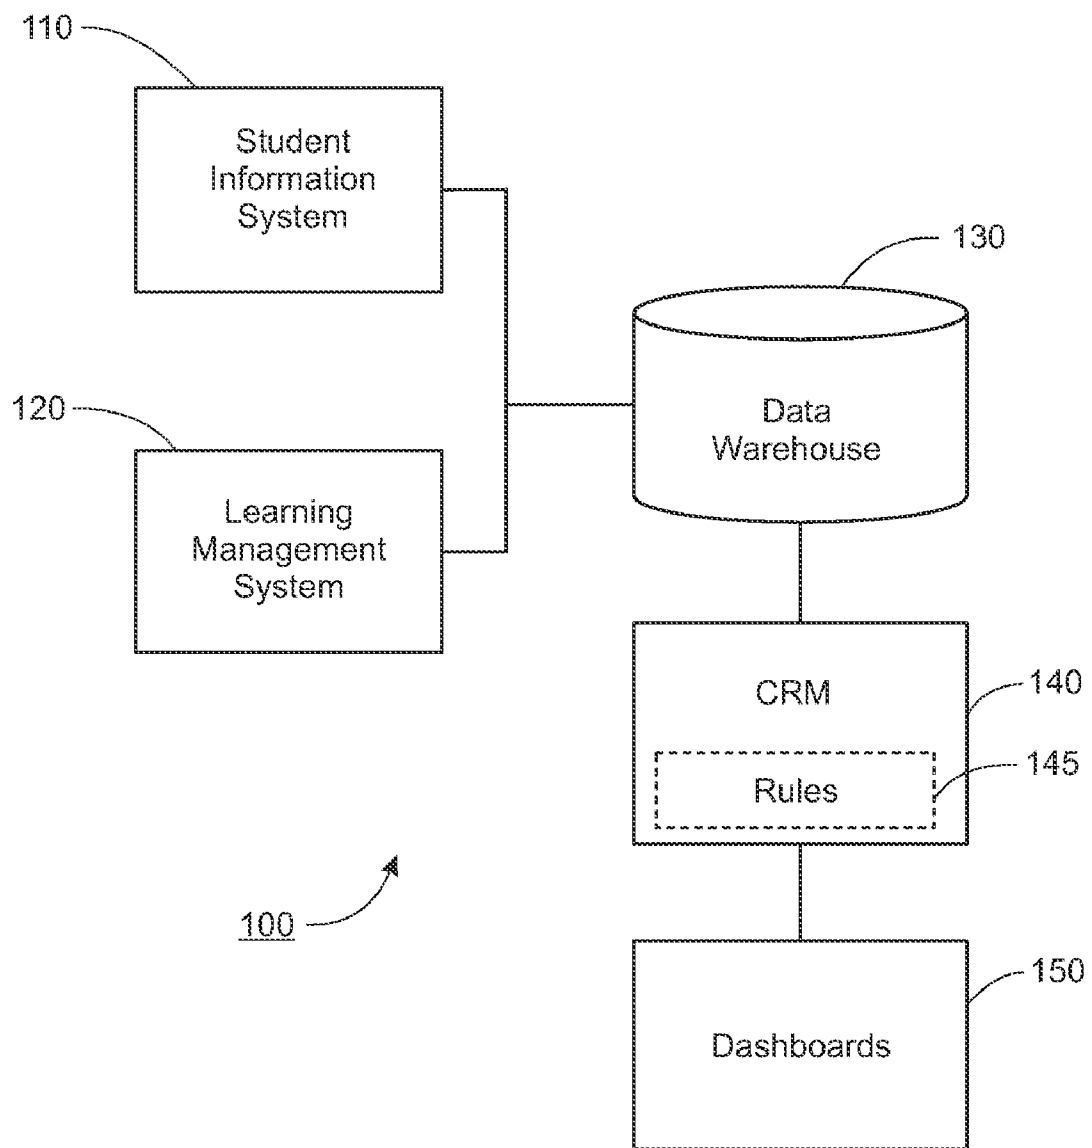 110
Student
Information
System
130
120
Data
Warehouse
Learning
Management
System
CRM
140
145
Rules
100
150
Dashboards